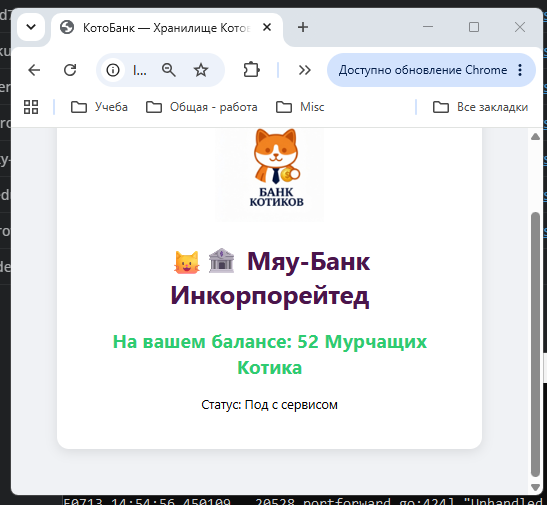 КотоБанк — Хранилище Котов
Доступно обновление Chrome
Учеба
Общая - работа
Misc
Все закладки
БАНК
КОТИКОВ
Мяу-Банк
Инкорпорейтед
На вашем балансе: 52 Мурчащих
Котика
Статус: Под с сервисом
E0713 14:54:56.450109 20528 portforward.go:424] "Unhandled